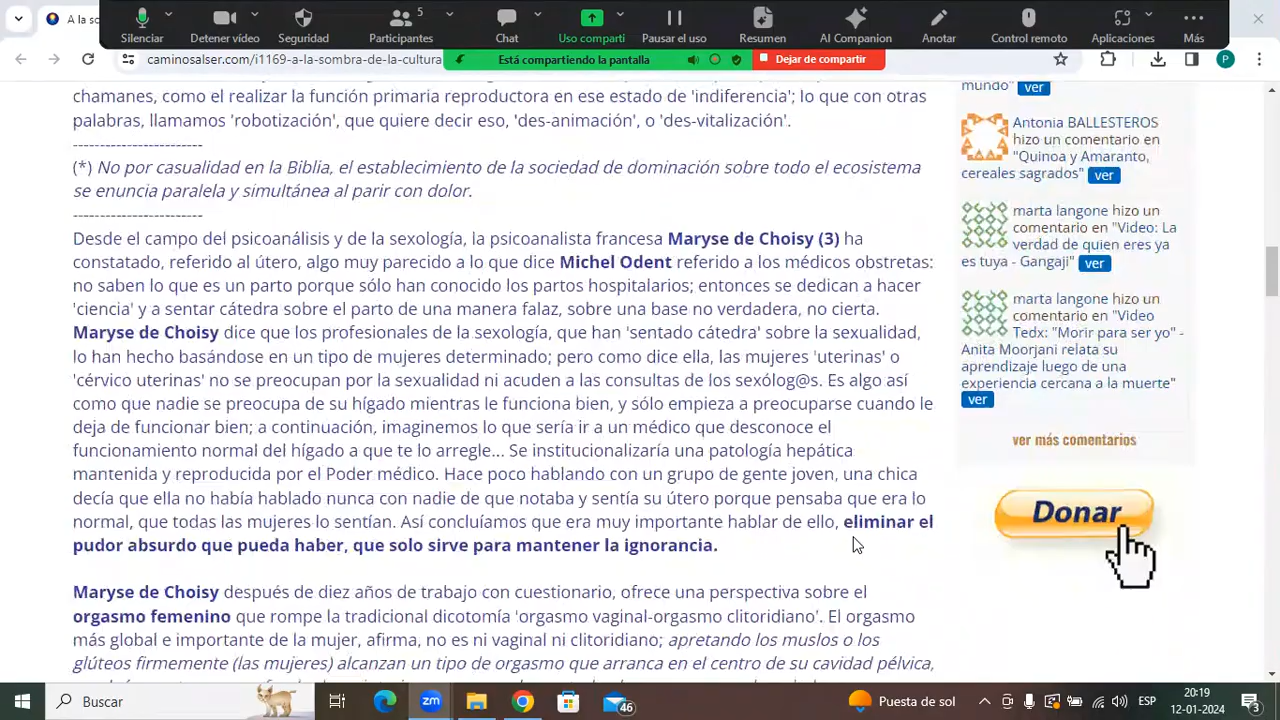 A la so
Silenciar
Detener vídeo
Seguridad
5
Participantes
Chat
Uso comparti
Pausar el uso
Resumen
AI Companion
Anotar
Control remoto
Aplicaciones
Más
caminosalser.com/i1169-a-la-sombra-de-la-cultura
Está compartiendo la pantalla
Dejar de compartir
P
chamanes, como el realizar la función primaria reproductora en ese estado de 'indiferencia'; lo que con otras
palabras, llamamos 'robotización', que quiere decir eso, 'des-animación', o 'des-vitalización'.
------------------------
(*) No por casualidad en la Biblia, el establecimiento de la sociedad de dominación sobre todo el ecosistema
se enuncia paralela y simultánea al parir con dolor.
------------------------
Desde el campo del psicoanálisis y de la sexología, la psicoanalista francesa Maryse de Choisy (3) ha
constatado, referido al útero, algo muy parecido a lo que dice Michel Odent referido a los médicos obstretas:
no saben lo que es un parto porque sólo han conocido los partos hospitalarios; entonces se dedican a hacer
'ciencia' y a sentar cátedra sobre el parto de una manera falaz, sobre una base no verdadera, no cierta.
Maryse de Choisy dice que los profesionales de la sexología, que han 'sentado cátedra' sobre la sexualidad,
lo han hecho basándose en un tipo de mujeres determinado; pero como dice ella, las mujeres 'uterinas' o
'cérvico uterinas' no se preocupan por la sexualidad ni acuden a las consultas de los sexólog@s. Es algo así
como que nadie se preocupa de su hígado mientras le funciona bien, y sólo empieza a preocuparse cuando le
deja de funcionar bien; a continuación, imaginemos lo que sería ir a un médico que desconoce el
funcionamiento normal del hígado a que te lo arregle... Se institucionalizaría una patología hepática
mantenida y reproducida por el Poder médico. Hace poco hablando con un grupo de gente joven, una chica
decía que ella no había hablado nunca con nadie de que notaba y sentía su útero porque pensaba que era lo
normal, que todas las mujeres lo sentían. Así concluíamos que era muy importante hablar de ello, eliminar el
pudor absurdo que pueda haber, que solo sirve para mantener la ignorancia.
Maryse de Choisy después de diez años de trabajo con cuestionario, ofrece una perspectiva sobre el
orgasmo femenino que rompe la tradicional dicotomía 'orgasmo vaginal-orgasmo clitoridiano'. El orgasmo
más global e importante de la mujer, afirma, no es ni vaginal ni clitoridiano; apretando los muslos o los
glúteos firmemente (las mujeres) alcanzan un tipo de orgasmo que arranca en el centro de su cavidad pélvica,
mundo" ver
Antonia BALLESTEROS
hizo un comentario en
"Quinoa y Amaranto,
cereales sagrados" ver
marta langone hizo un
comentario en "Video: La
verdad de quien eres ya
es tuya - Gangaji" ver
marta langone hizo un
comentario en "Video
Tedx: "Morir para ser yo" -
Anita Moorjani relata su
aprendizaje luego de una
experiencia cercana a la muerte"
ver
ver más comentarios
Donar
Buscar
zm
46
Puesta de sol
ESP
20:19
12-01-2024
3